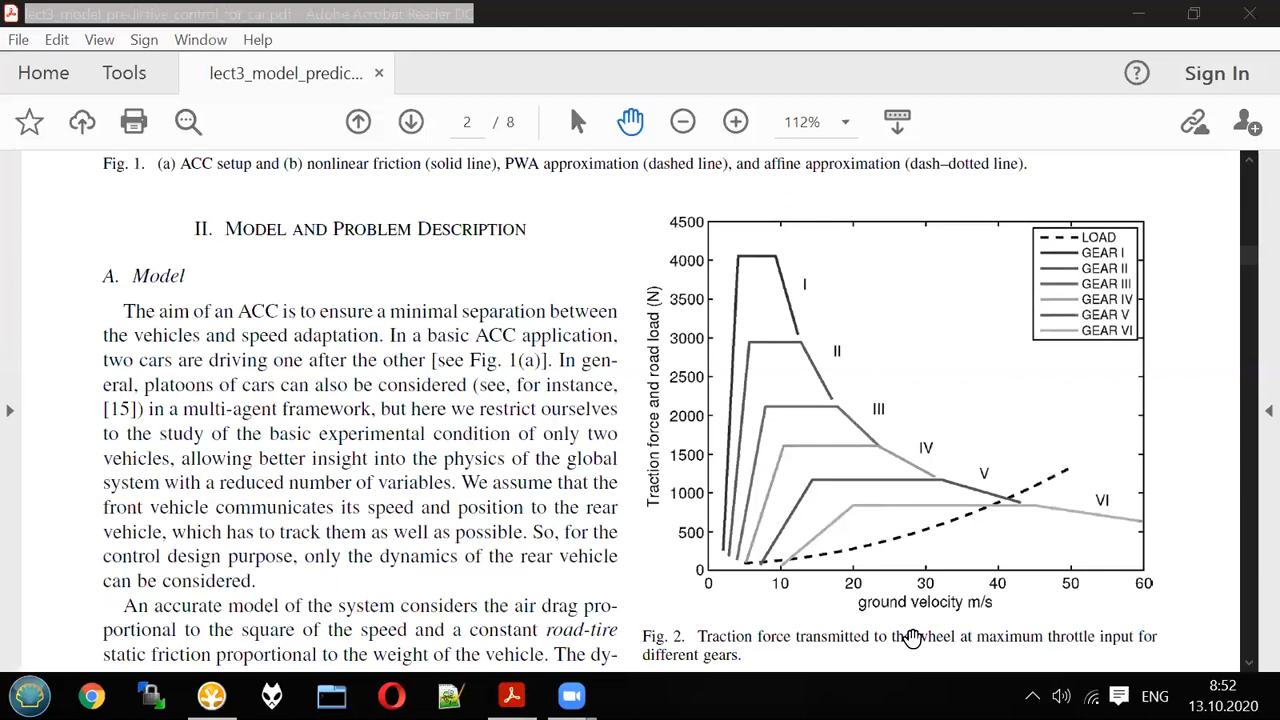 lect3_model_predictive_control_for_car.pdf - Adobe Acrobat Reader DC
File Edit View Sign Window Help
Home Tools lect3_model_predic... × ? Sign In
2 / 8 112%
Fig. 1. (a) ACC setup and (b) nonlinear friction (solid line), PWA approximation (dashed line), and affine approximation (dash–dotted line).
II. MODEL AND PROBLEM DESCRIPTION
A. Model
The aim of an ACC is to ensure a minimal separation between
the vehicles and speed adaptation. In a basic ACC application,
two cars are driving one after the other [see Fig. 1(a)]. In gen-
eral, platoons of cars can also be considered (see, for instance,
[15]) in a multi-agent framework, but here we restrict ourselves
to the study of the basic experimental condition of only two
vehicles, allowing better insight into the physics of the global
system with a reduced number of variables. We assume that the
front vehicle communicates its speed and position to the rear
vehicle, which has to track them as well as possible. So, for the
control design purpose, only the dynamics of the rear vehicle
can be considered.
An accurate model of the system considers the air drag pro-
portional to the square of the speed and a constant road-tire
static friction proportional to the weight of the vehicle. The dy-
Traction force and road load (N)
4500
4000
3500
3000
2500
2000
1500
1000
500
0
I
II
III
IV
V
VI
LOAD
GEAR I
GEAR II
GEAR III
GEAR IV
GEAR V
GEAR VI
0 10 20 30 40 50 60
ground velocity m/s
Fig. 2. Traction force transmitted to the wheel at maximum throttle input for
different gears.
ENG
8:52
13.10.2020